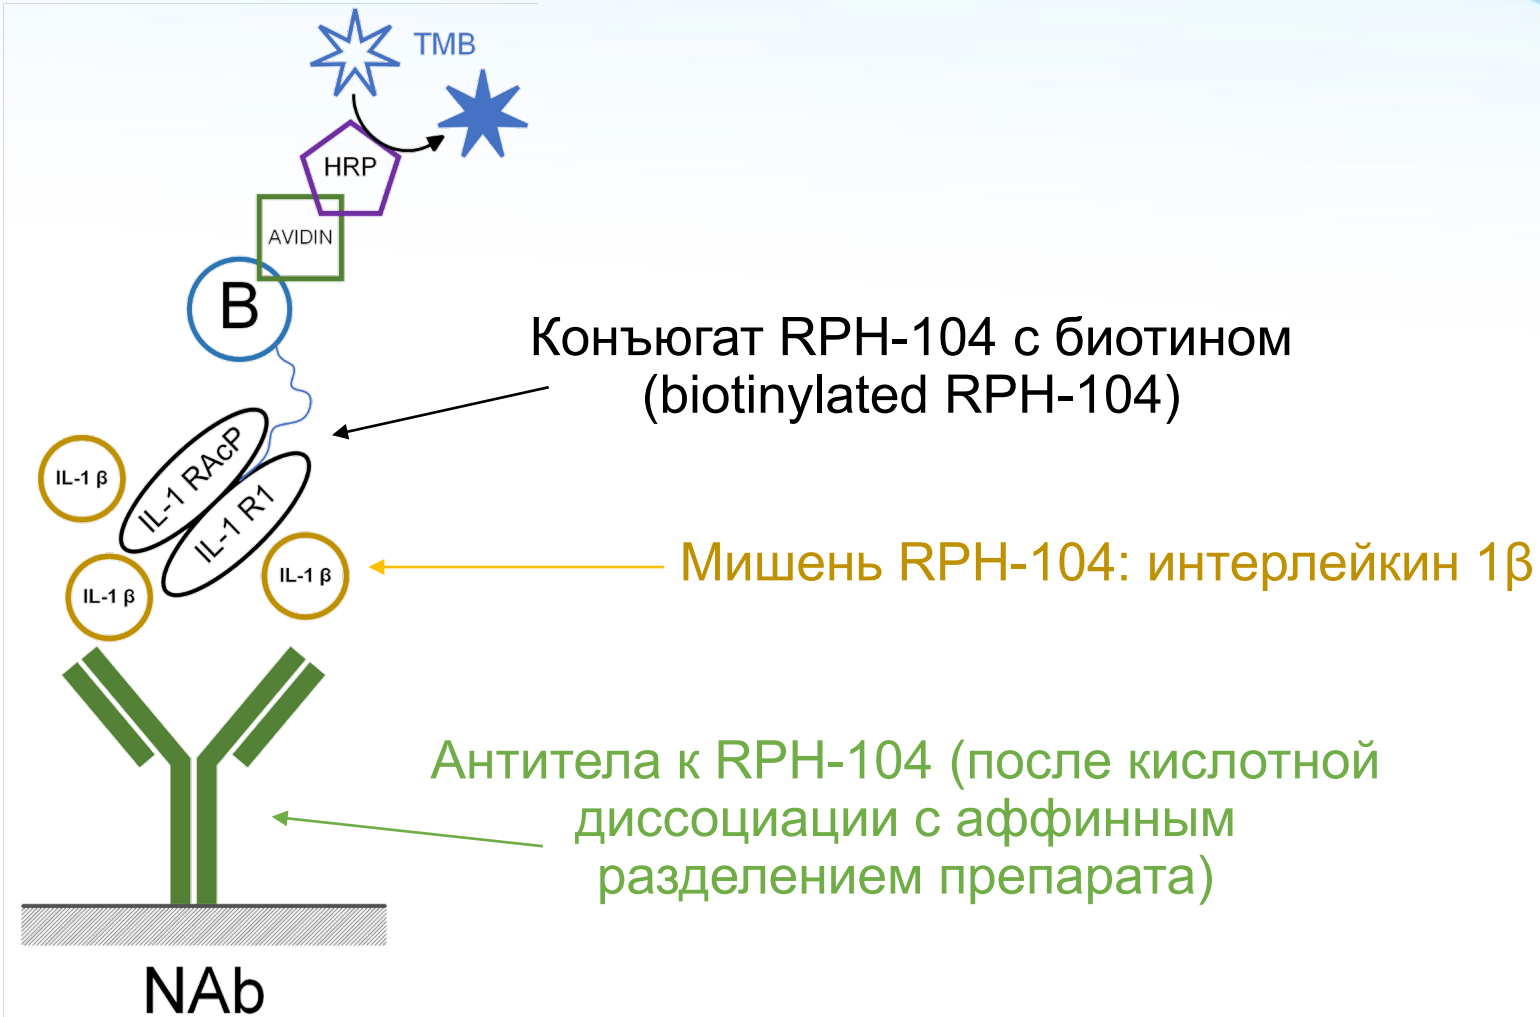 TMB
HRP
AVIDIN
B
Конъюгат RPH-104 с биотином
(biotinylated RPH-104)
IL-1 RAcP
IL-1 β
IL-1 R1
Мишень RPH-104: интерлейкин 1β
IL-1 β
IL-1 β
Антитела к RPH-104 (после кислотной
диссоциации с аффинным
разделением препарата)
NAb